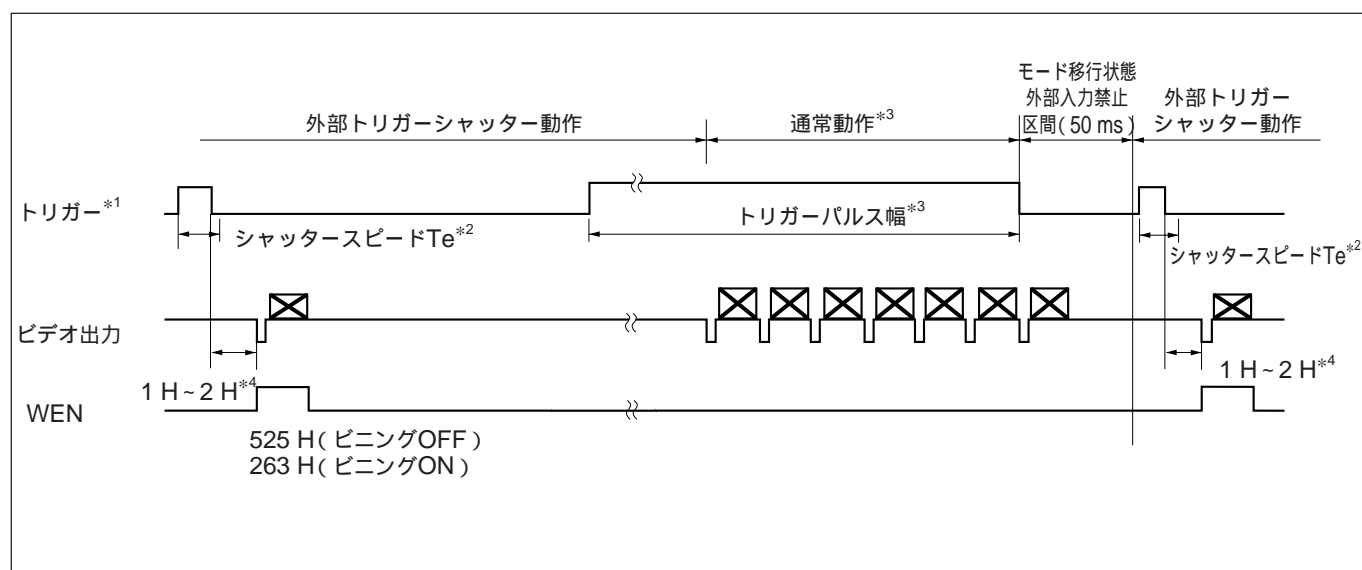 モード移行状態
外部入力禁止
区間( 50 ms )
外部トリガーシャッター動作
通常動作*3
外部トリガー
シャッター動作
トリガー*1
シャッタースピードTe*2
トリガーパルス幅*3
シャッタースピードTe*2
ビデオ出力
1 H ~ 2 H*4
1 H ~ 2 H*4
WEN
525 H( ビニングOFF )
263 H( ビニングON )